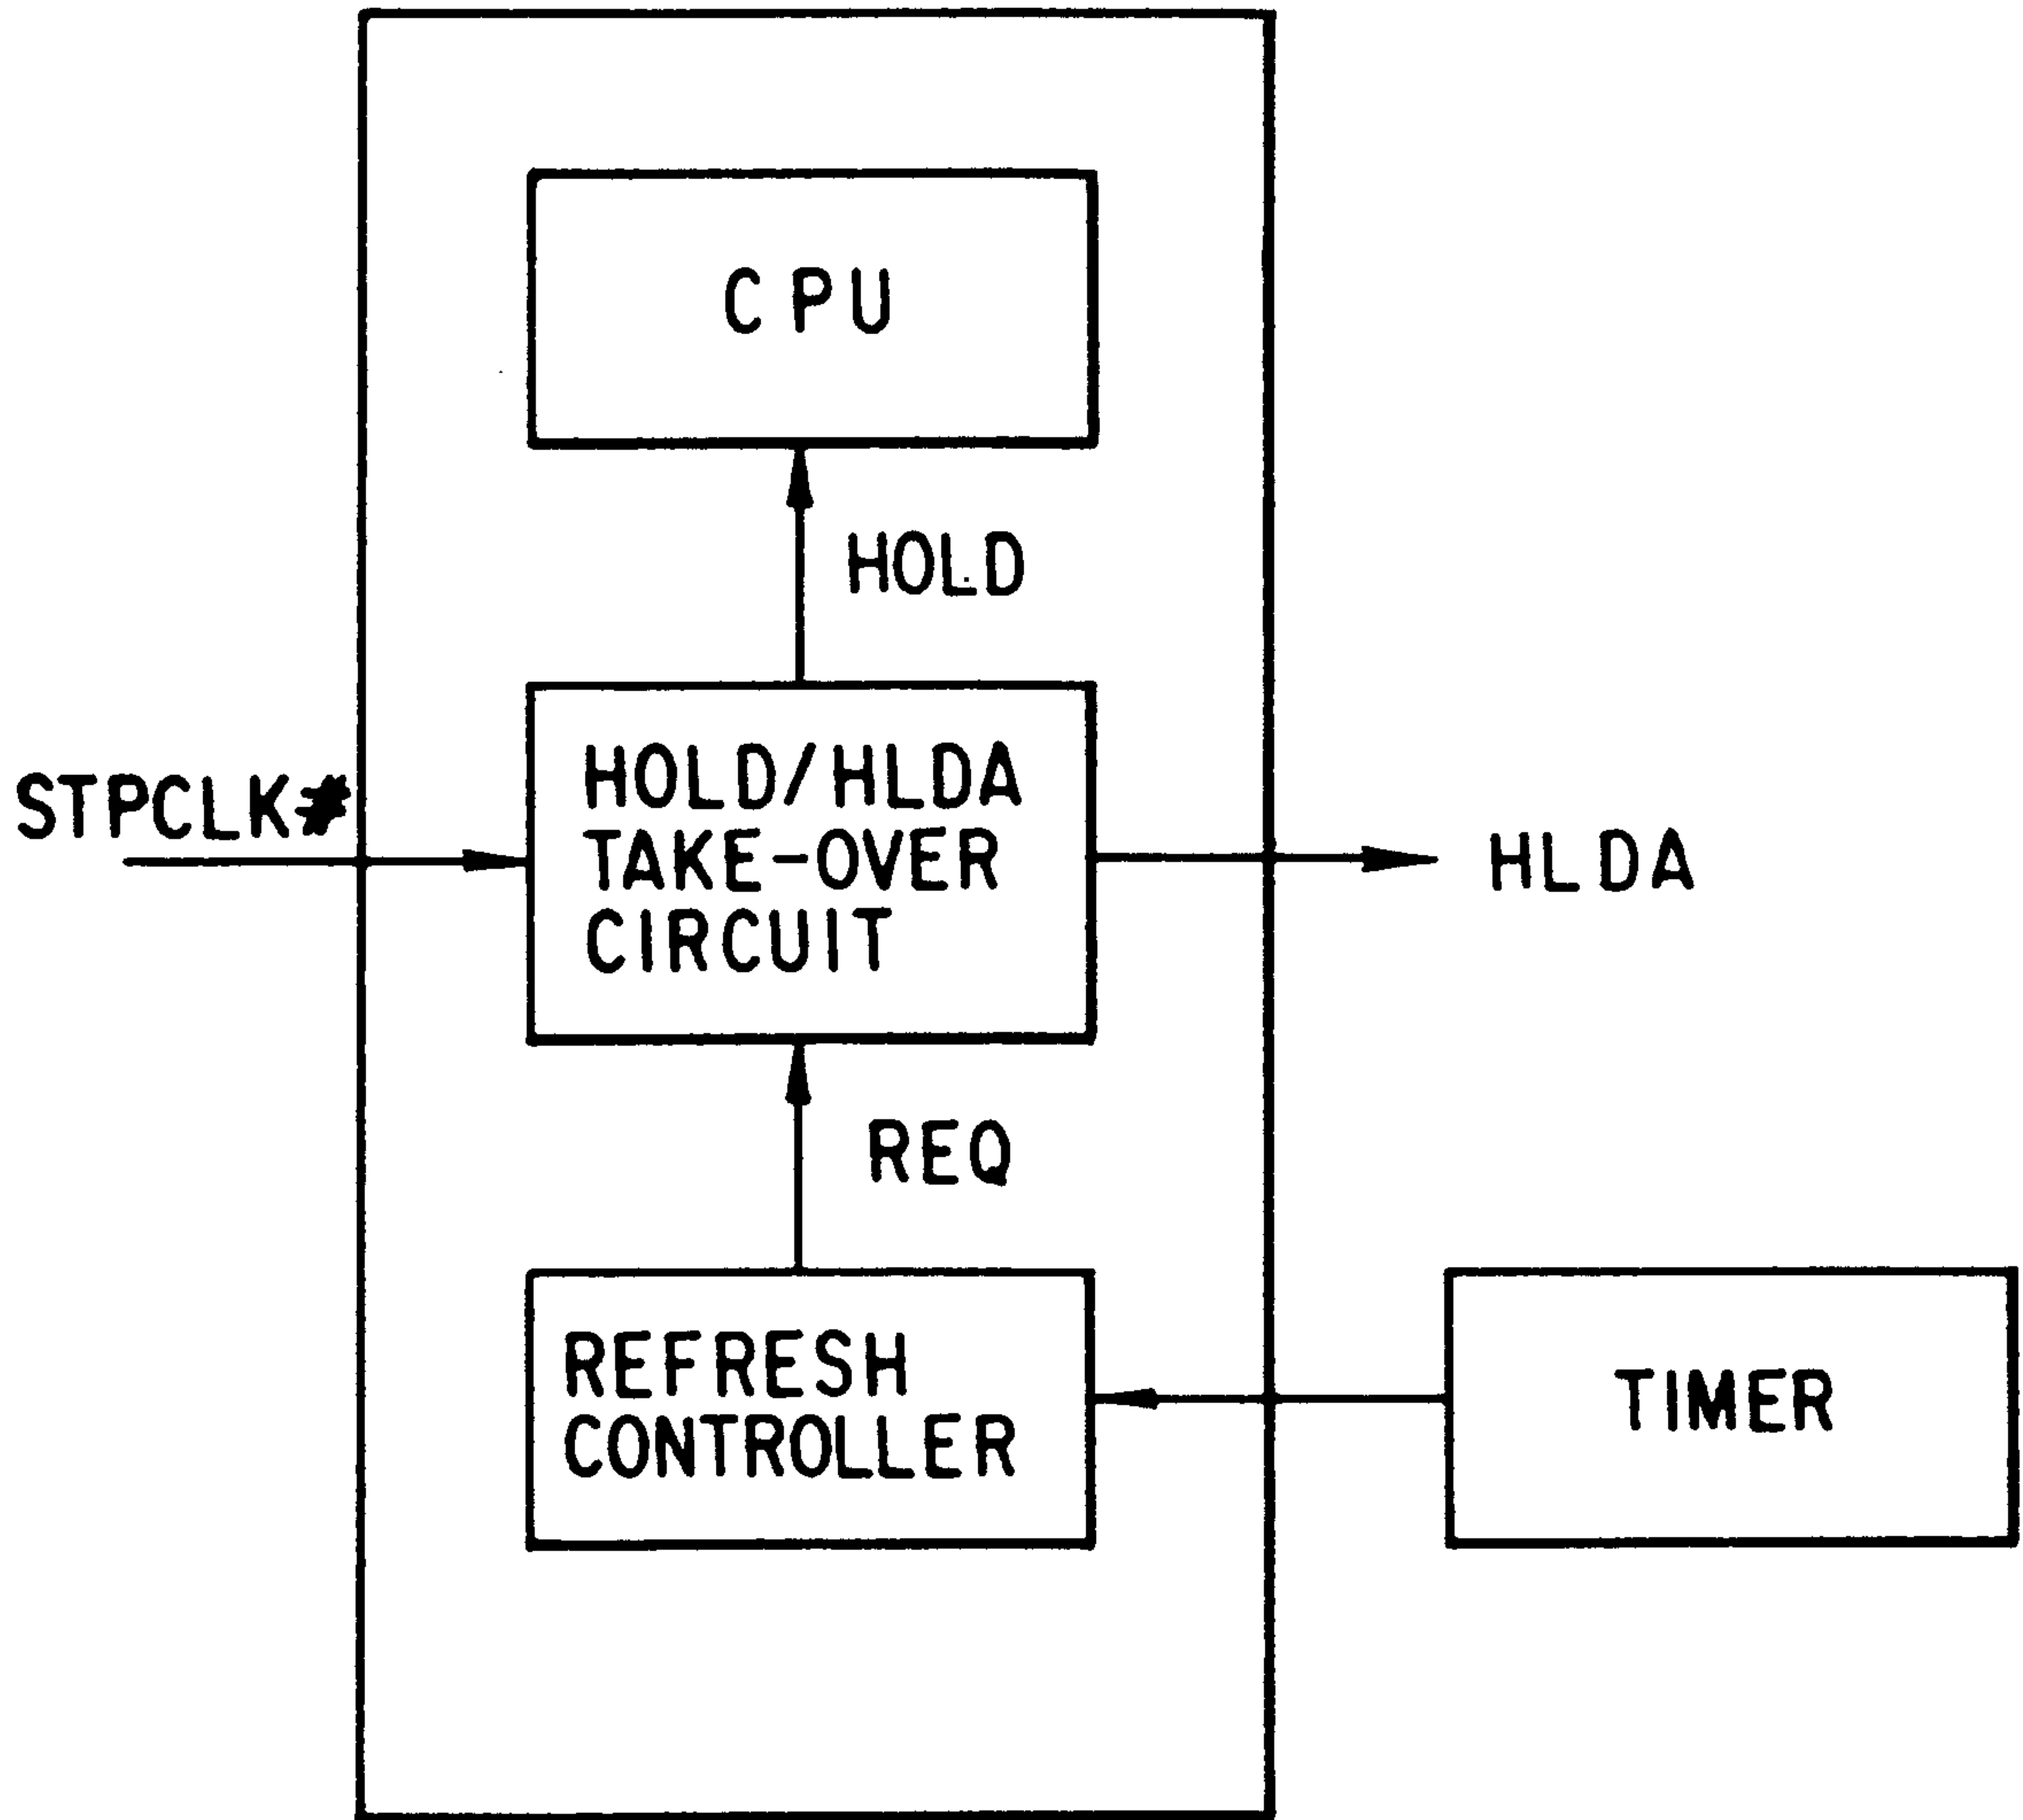 CPU
HOLD
STPCLK#
HOLD/HLDA
TAKE-OVER
CIRCUIT
HLDA
REQ
REFRESH
CONTROLLER
TIMER